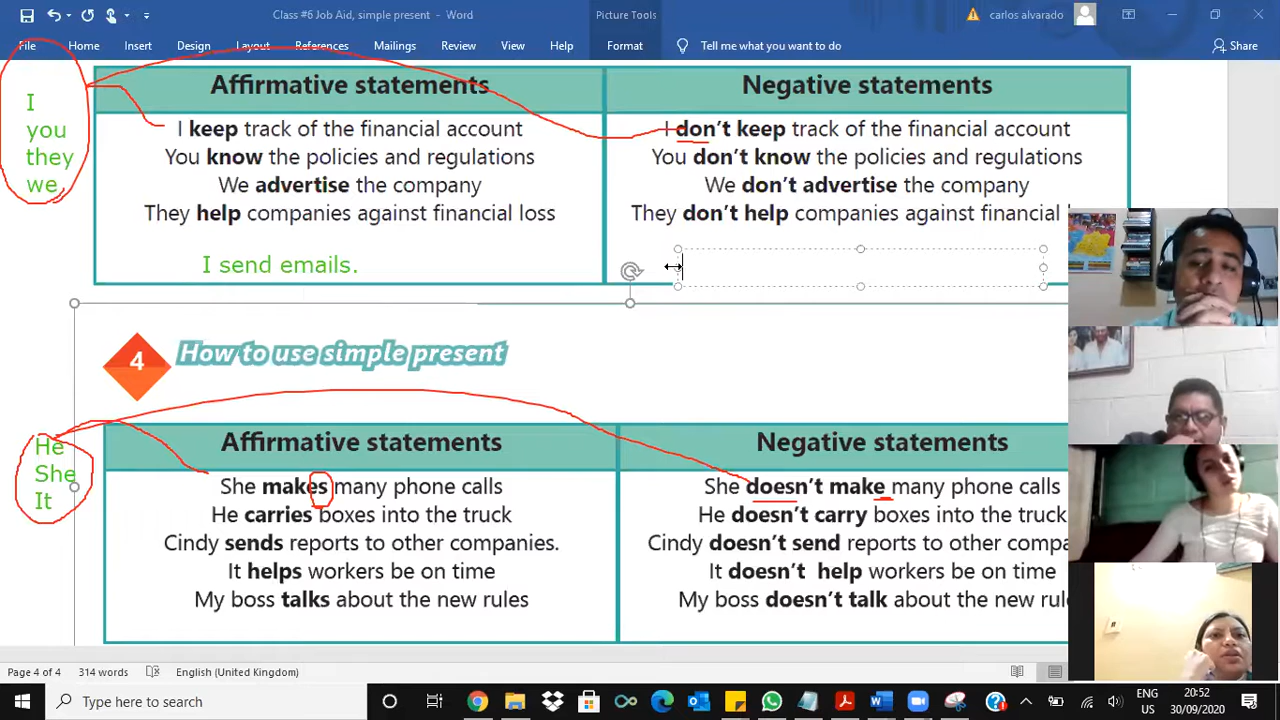 Class #6 Job Aid, simple present - Word
Picture Tools
carlos alvarado
File Home Insert Design Layout References Mailings Review View Help Format Tell me what you want to do Share
I
you
they
we
Affirmative statements
I keep track of the financial account
You know the policies and regulations
We advertise the company
They help companies against financial loss
I send emails.
Negative statements
I don't keep track of the financial account
You don't know the policies and regulations
We don't advertise the company
They don't help companies against financial
4 How to use simple present
He
She
It
Affirmative statements
She makes many phone calls
He carries boxes into the truck
Cindy sends reports to other companies.
It helps workers be on time
My boss talks about the new rules
Negative statements
She doesn't make many phone calls
He doesn't carry boxes into the truck
Cindy doesn't send reports to other compa
It doesn't help workers be on time
My boss doesn't talk about the new rul
Page 4 of 4 314 words English (United Kingdom)
Type here to search
ENG
US
20:52
30/09/2020